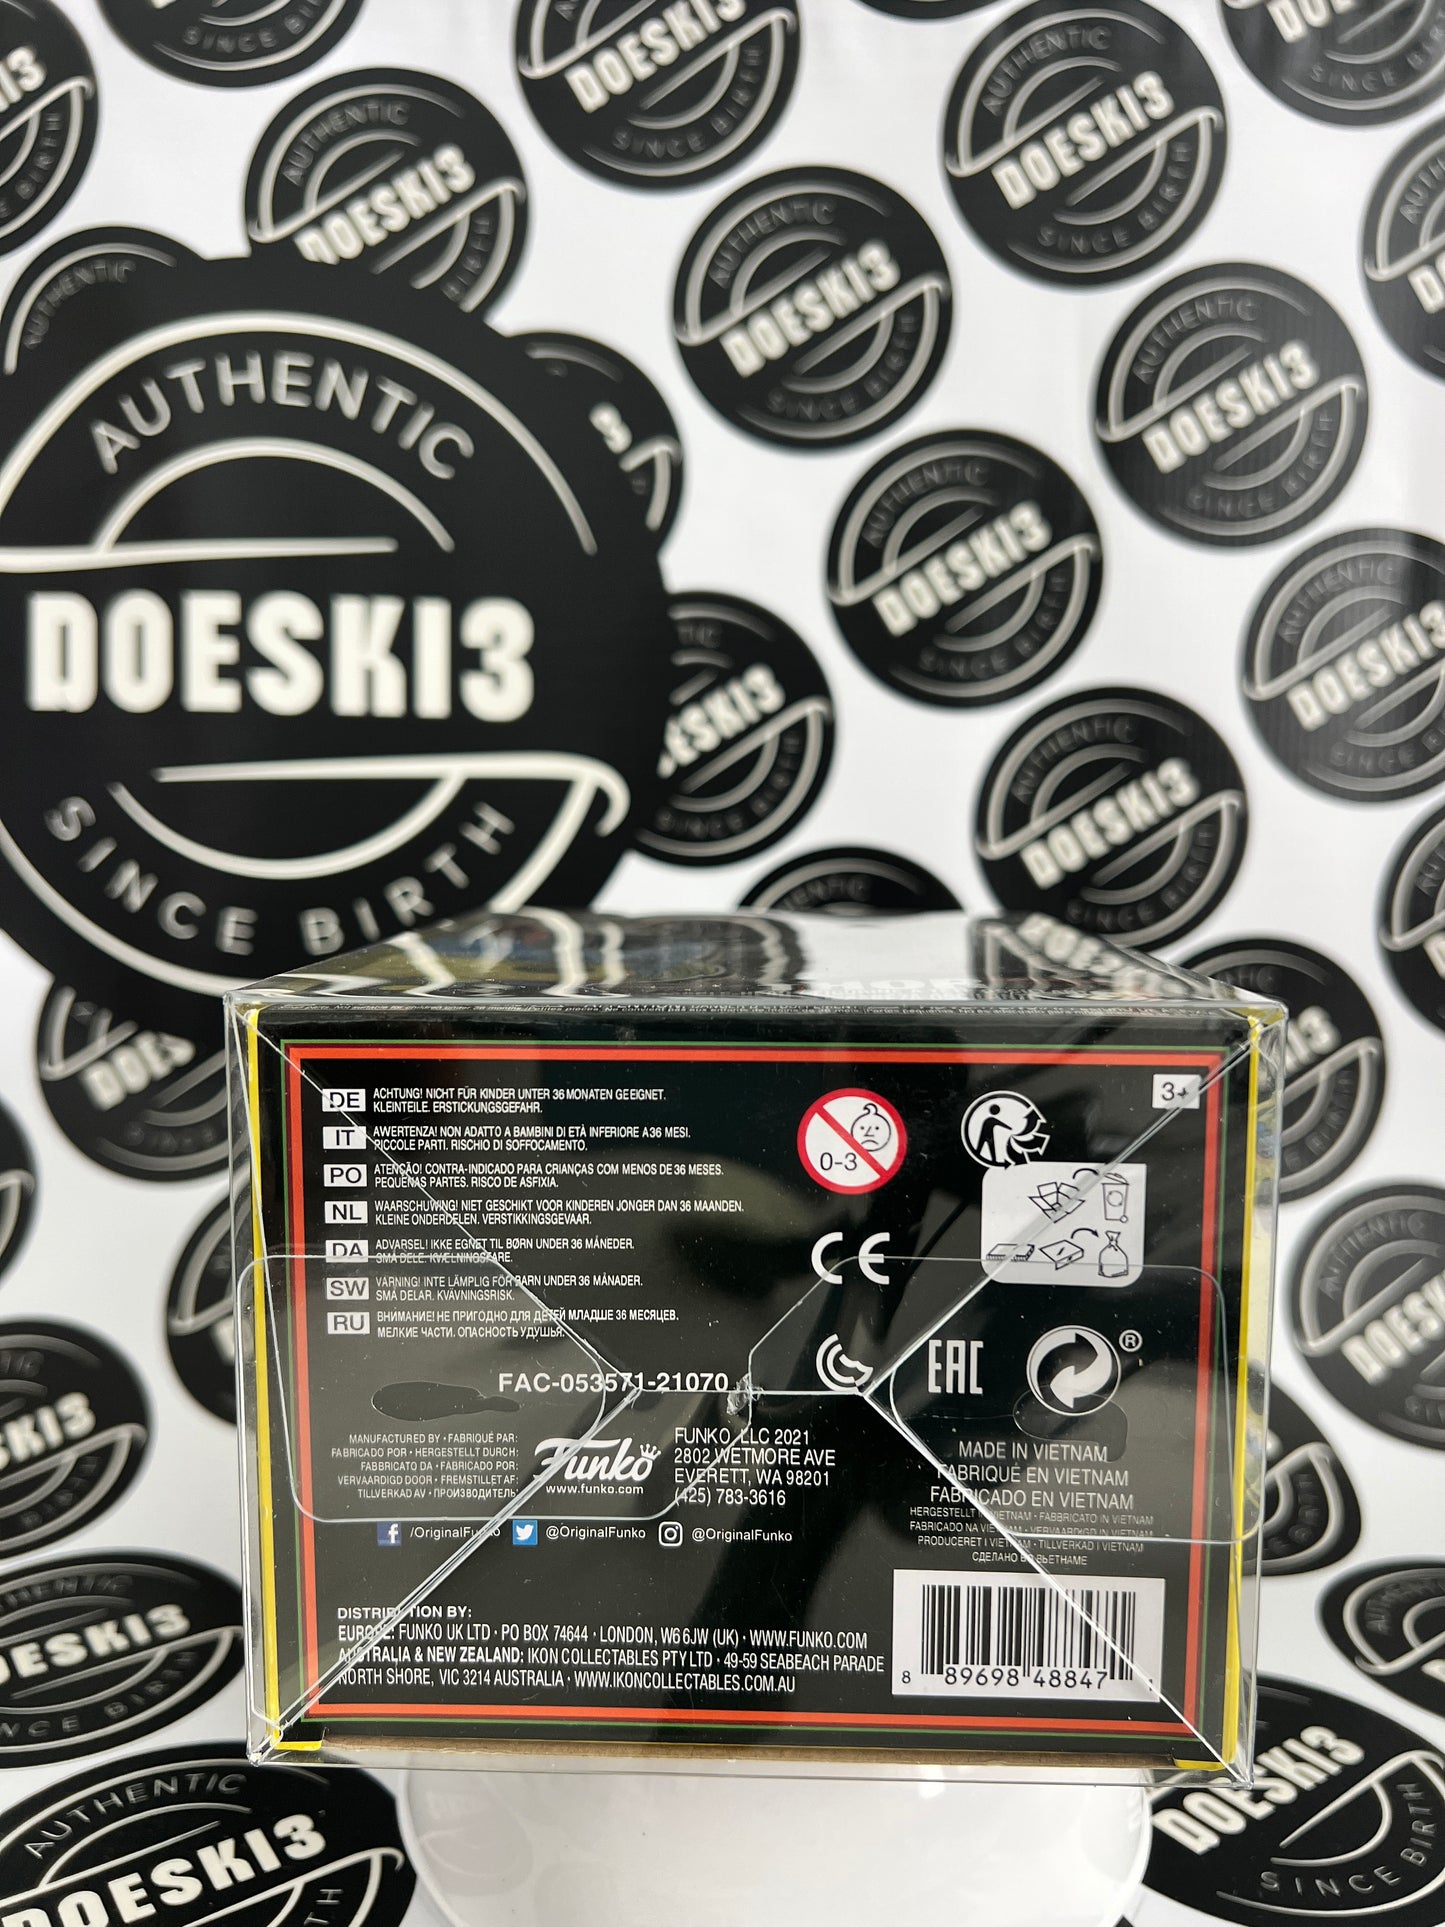 AUTHENTIC
DOESKI3
SINCE BIRTH
3+
DE ACHTUNG! NICHT FÜR KINDER UNTER 36 MONATEN GEEIGNET.
KLEINTEILE. ERSTICKUNGSGEFAHR.
IT AWERTENZA! NON ADATTO A BAMBINI DI ETÀ INFERIORE A 36 MESI.
PICCOLE PARTI. RISCHIO DI SOFFOCAMENTO.
PO ATENÇÃO! CONTRA-INDICADO PARA CRIANÇAS COM MENOS DE 36 MESES.
PEQUENAS PARTES. RISCO DE ASFIXIA.
NL WAARSCHUWING! NIET GESCHIKT VOOR KINDEREN JONGER DAN 36 MAANDEN.
KLEINE ONDERDELEN. VERSTIKKINGSGEVAAR.
DA ADVARSEL! IKKE EGNET TIL BØRN UNDER 36 MÅNEDER.
SMÅ DELE. KVÆLNINGSFARE.
SW VARNING! INTE LÄMPLIG FÖR BARN UNDER 36 MÅNADER.
SMÅ DELAR. KVÄVNINGSRISK.
RU ВНИМАНИЕ! НЕ ПРИГОДНО ДЛЯ ДЕТЕЙ МЛАДШЕ 36 МЕСЯЦЕВ.
МЕЛКИЕ ЧАСТИ. ОПАСНОСТЬ УДУШЬЯ.
0-3
CE
EAC
®
FAC-053571-21070
MANUFACTURED BY • FABRIQUÉ PAR:
FABRICADO POR • HERGESTELLT DURCH:
FABBRICATO DA • FABRICADO POR:
VERVAARDIGD DOOR • FREMSTILLET AF:
TILLVERKAD AV • ПРОИЗВОДИТЕЛЬ:
Funko
www.funko.com
FUNKO, LLC 2021
2802 WETMORE AVE
EVERETT, WA 98201
(425) 783-3616
/OriginalFunko @OriginalFunko @OriginalFunko
MADE IN VIETNAM
FABRIQUÉ EN VIETNAM
FABRICADO EN VIETNAM
HERGESTELLT IN VIETNAM • FABBRICATO IN VIETNAM
FABRICADO NA VIETNAM • VERVAARDIGD IN VIETNAM
PRODUCERET I VIETNAM • TILLVERKAD I VIETNAM
СДЕЛАНО ВО ВЬЕТНАМЕ
DISTRIBUTION BY:
EUROPE: FUNKO UK LTD • PO BOX 74644 • LONDON, W6 6JW (UK) • WWW.FUNKO.COM
AUSTRALIA & NEW ZEALAND: IKON COLLECTABLES PTY LTD • 49-59 SEABEACH PARADE
NORTH SHORE, VIC 3214 AUSTRALIA • WWW.IKONCOLLECTABLES.COM.AU
8 89698 48847 1